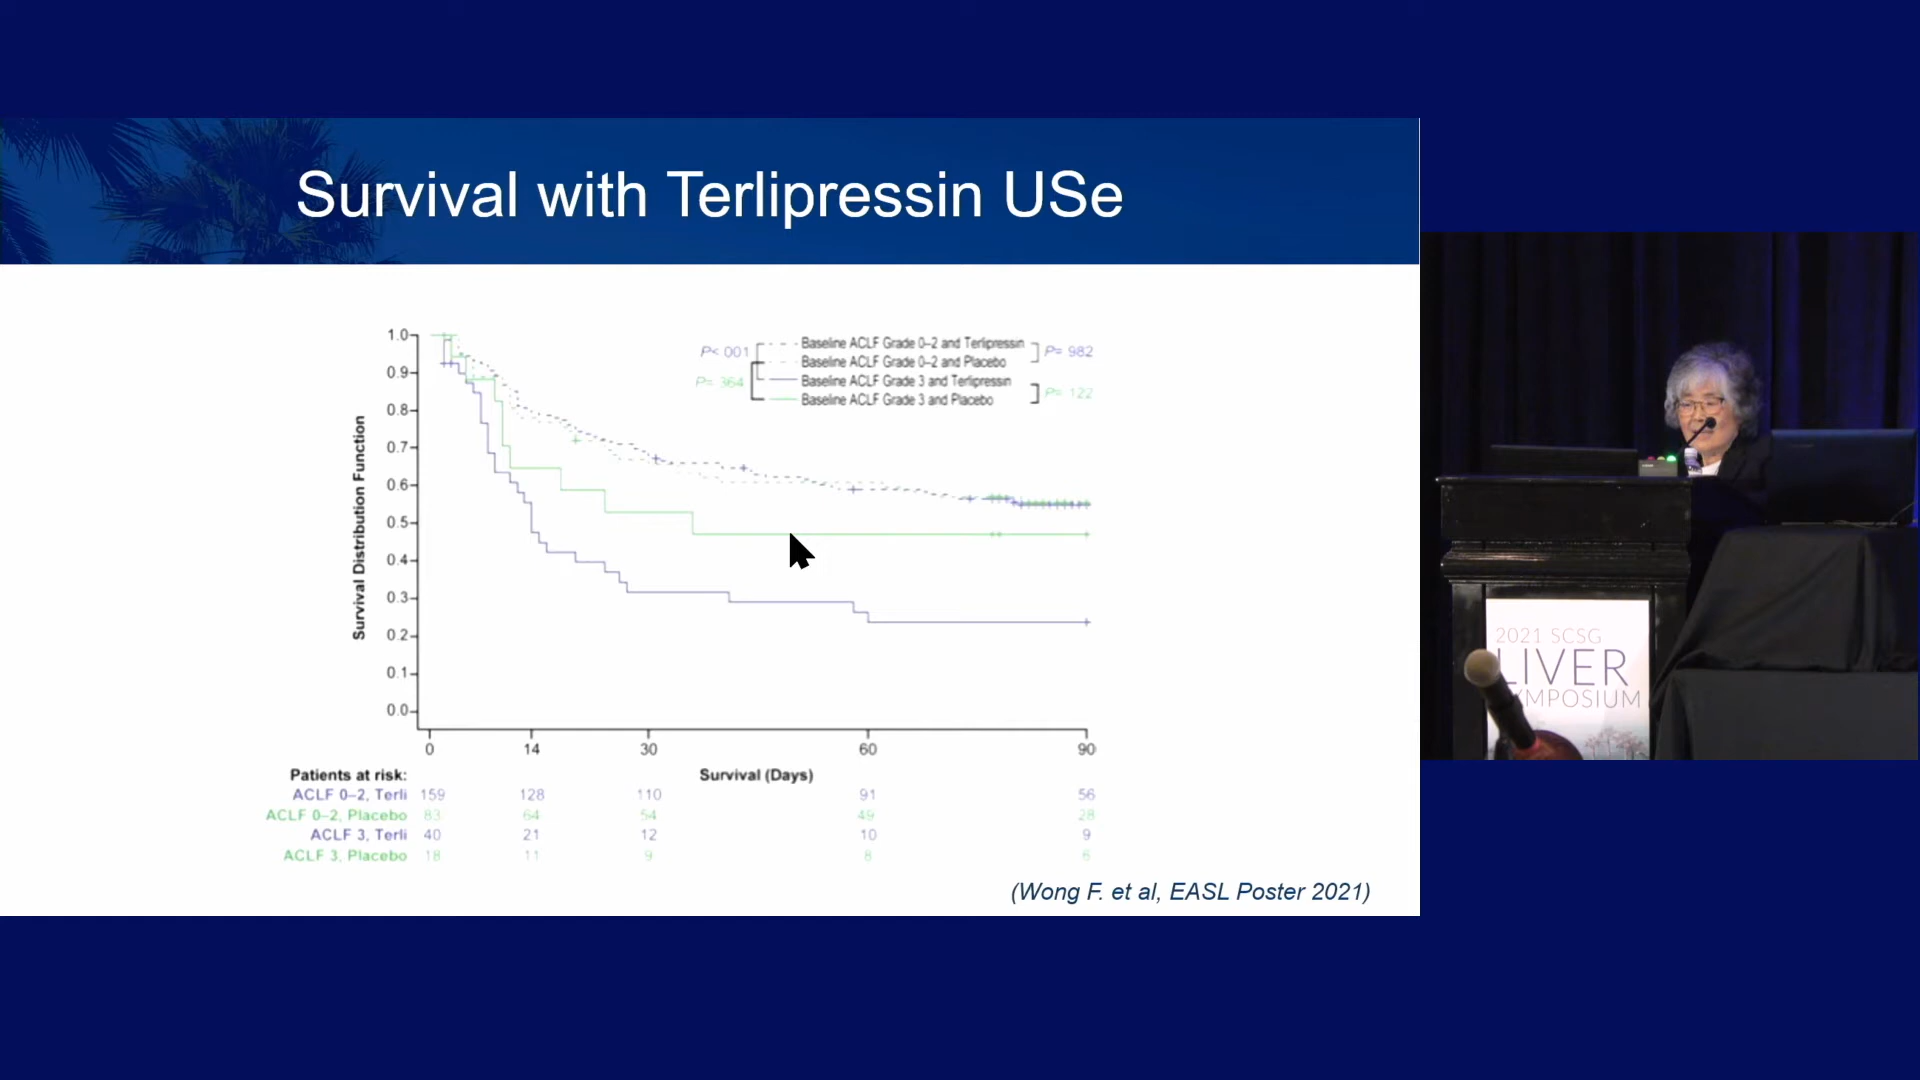 Survival with Terlipressin USe
1.0
0.9
0.8
0.7
0.6
0.5
0.4
0.3
0.2
0.1
0.0
Survival Distribution Function
P< 001
P= 364
Baseline ACLF Grade 0–2 and Terlipressin
Baseline ACLF Grade 0–2 and Placebo
Baseline ACLF Grade 3 and Terlipressin
Baseline ACLF Grade 3 and Placebo
P= 982
P= 122
0 14 30 60 90
Survival (Days)
Patients at risk:
ACLF 0–2, Terli 159 128 110 91 56
ACLF 0–2, Placebo 83 64 54 49 28
ACLF 3, Terli 40 21 12 10 9
ACLF 3, Placebo 18 11 9 8 6
(Wong F. et al, EASL Poster 2021)
2021 SCSG
LIVER
YMPOSIUM